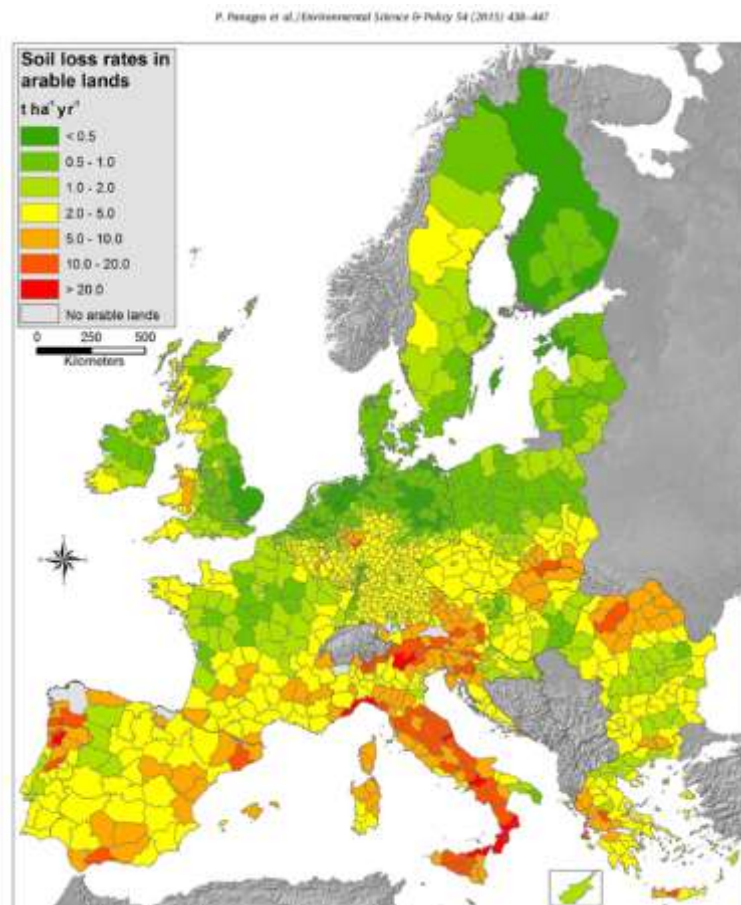 P. Panagos et al./Environmental Science & Policy 54 (2015) 438–447
Soil loss rates in
arable lands
t ha⁻¹ yr⁻¹
< 0.5
0.5 - 1.0
1.0 - 2.0
2.0 - 5.0
5.0 - 10.0
10.0 - 20.0
> 20.0
No arable lands
0 250 500
Kilometers